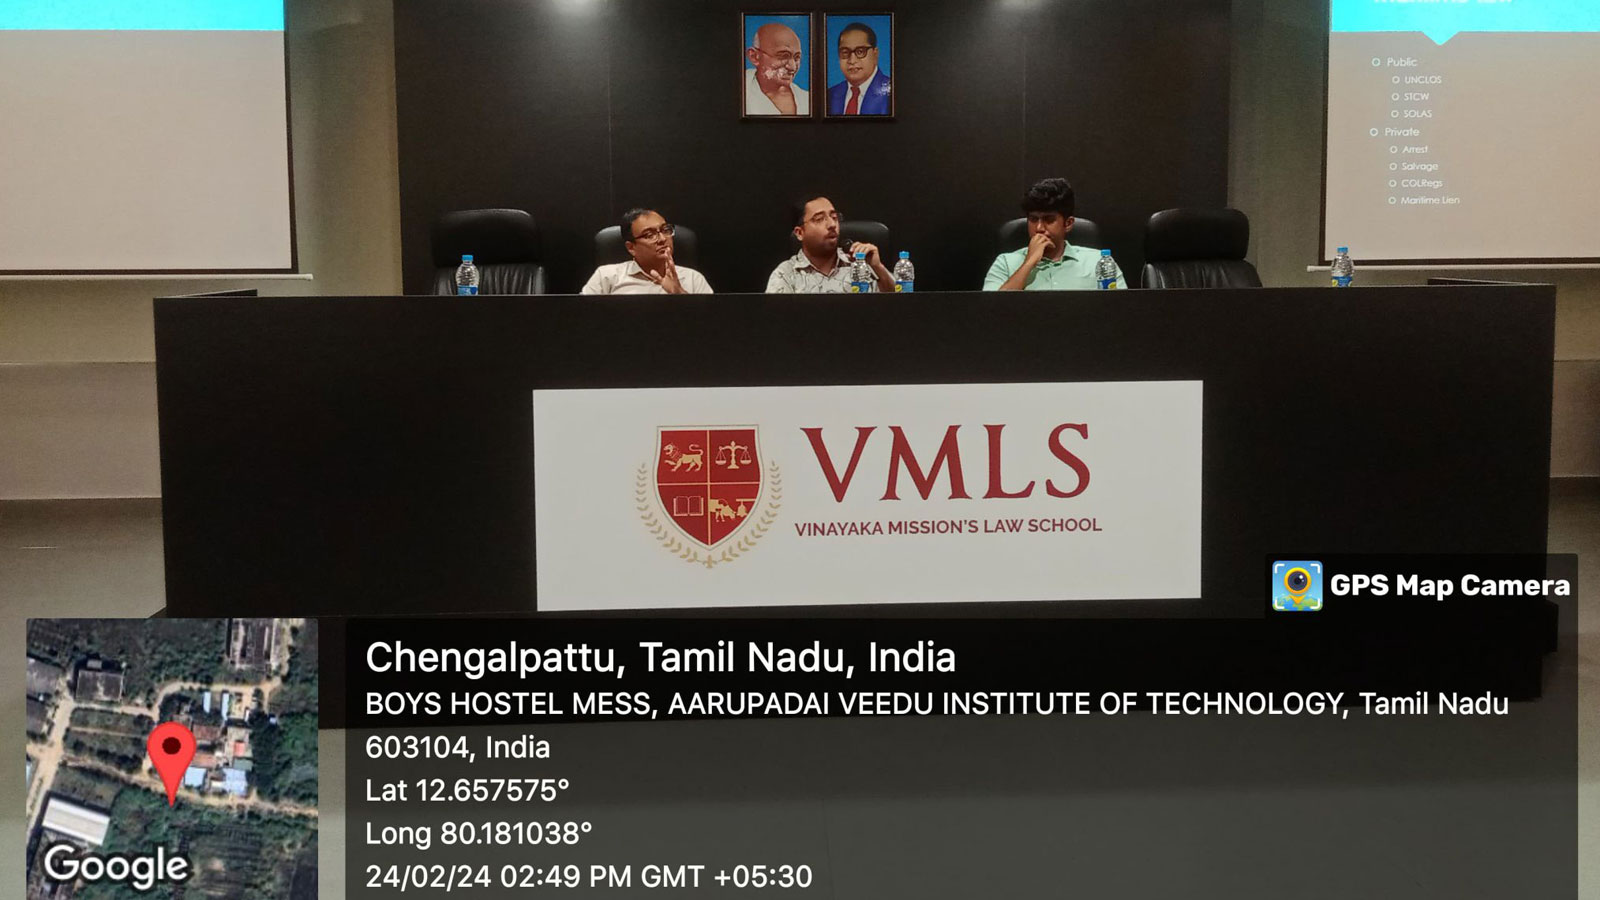 Public
UNCLOS
STCW
SOLAS
Private
Arrest
Salvage
COLRegs
Maritime Lien
VMLS
VINAYAKA MISSION'S LAW SCHOOL
GPS Map Camera
Chengalpattu, Tamil Nadu, India
BOYS HOSTEL MESS, AARUPADAI VEEDU INSTITUTE OF TECHNOLOGY, Tamil Nadu
603104, India
Lat 12.657575°
Long 80.181038°
24/02/24 02:49 PM GMT +05:30
Google